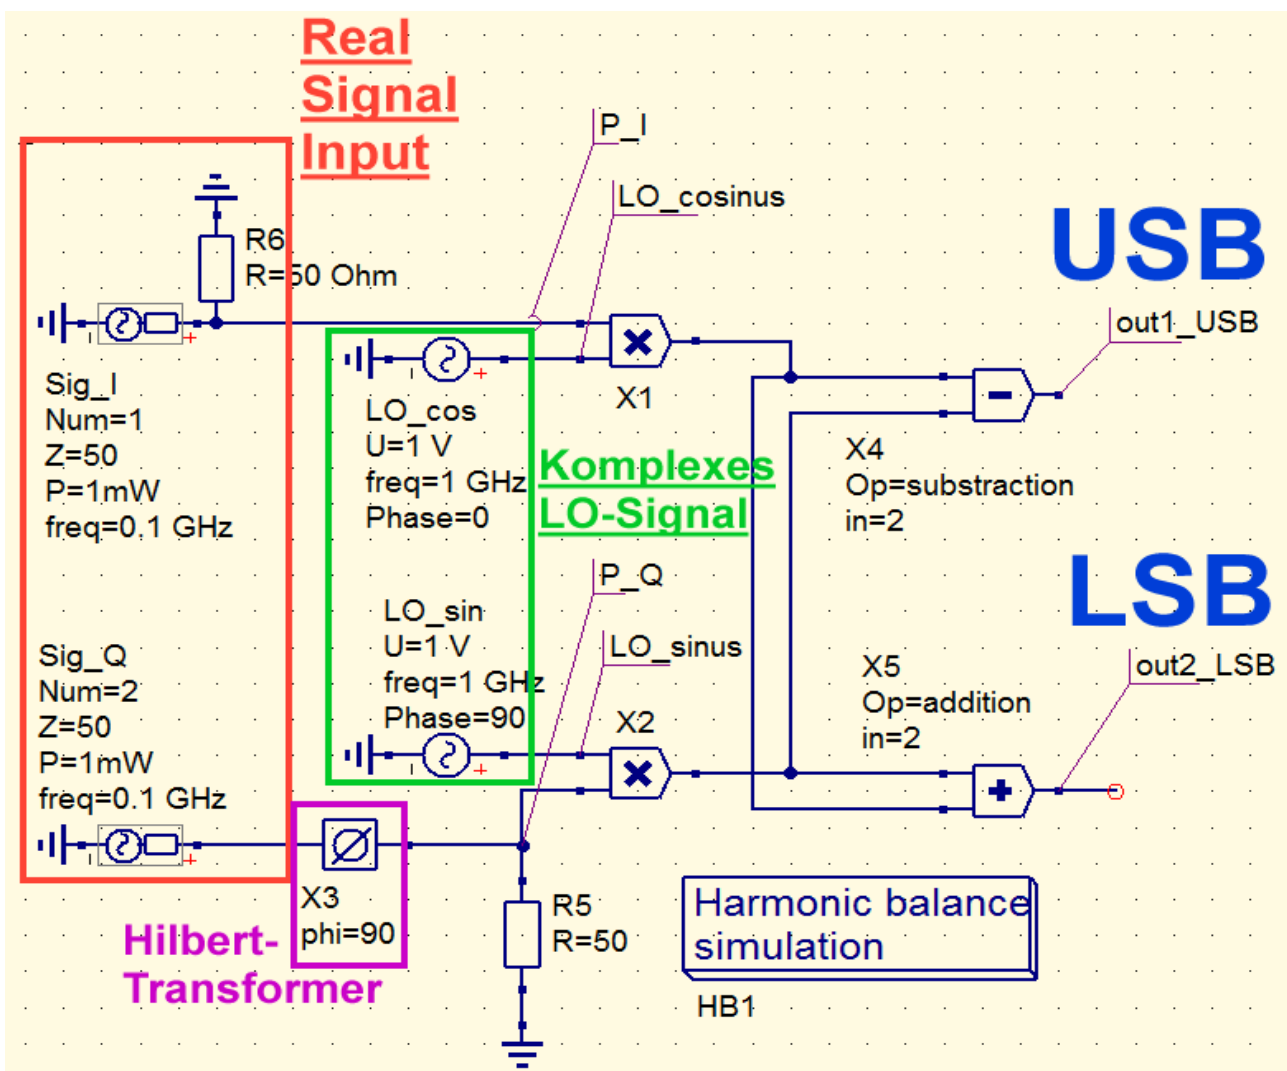 Real
Signal
Input
P_I
LO_cosinus
USB
R6
R=50 Ohm
out1_USB
Sig_I
Num=1
Z=50
P=1mW
freq=0.1 GHz
LO_cos
U=1 V
freq=1 GHz
Phase=0
X1
Komplexes
LO-Signal
X4
Op=substraction
in=2
LSB
P_Q
LO_sin
U=1 V
freq=1 GHz
Phase=90
LO_sinus
X2
Sig_Q
Num=2
Z=50
P=1mW
freq=0.1 GHz
X5
Op=addition
in=2
out2_LSB
X3
phi=90
Hilbert-
Transformer
R5
R=50
Harmonic balance
simulation
HB1